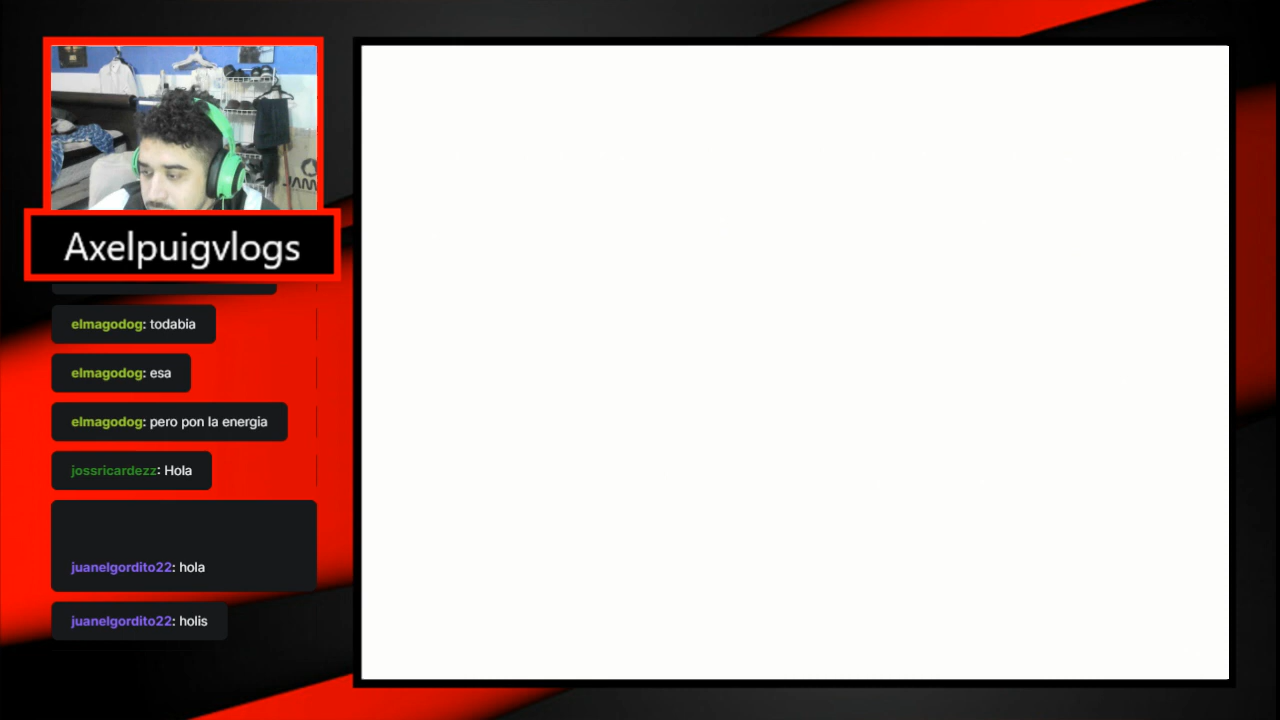 Axelpuigvlogs
elmagodog: todabia
elmagodog: esa
elmagodog: pero pon la energia
jossricardezz: Hola
juanelgordito22: hola
juanelgordito22: holis